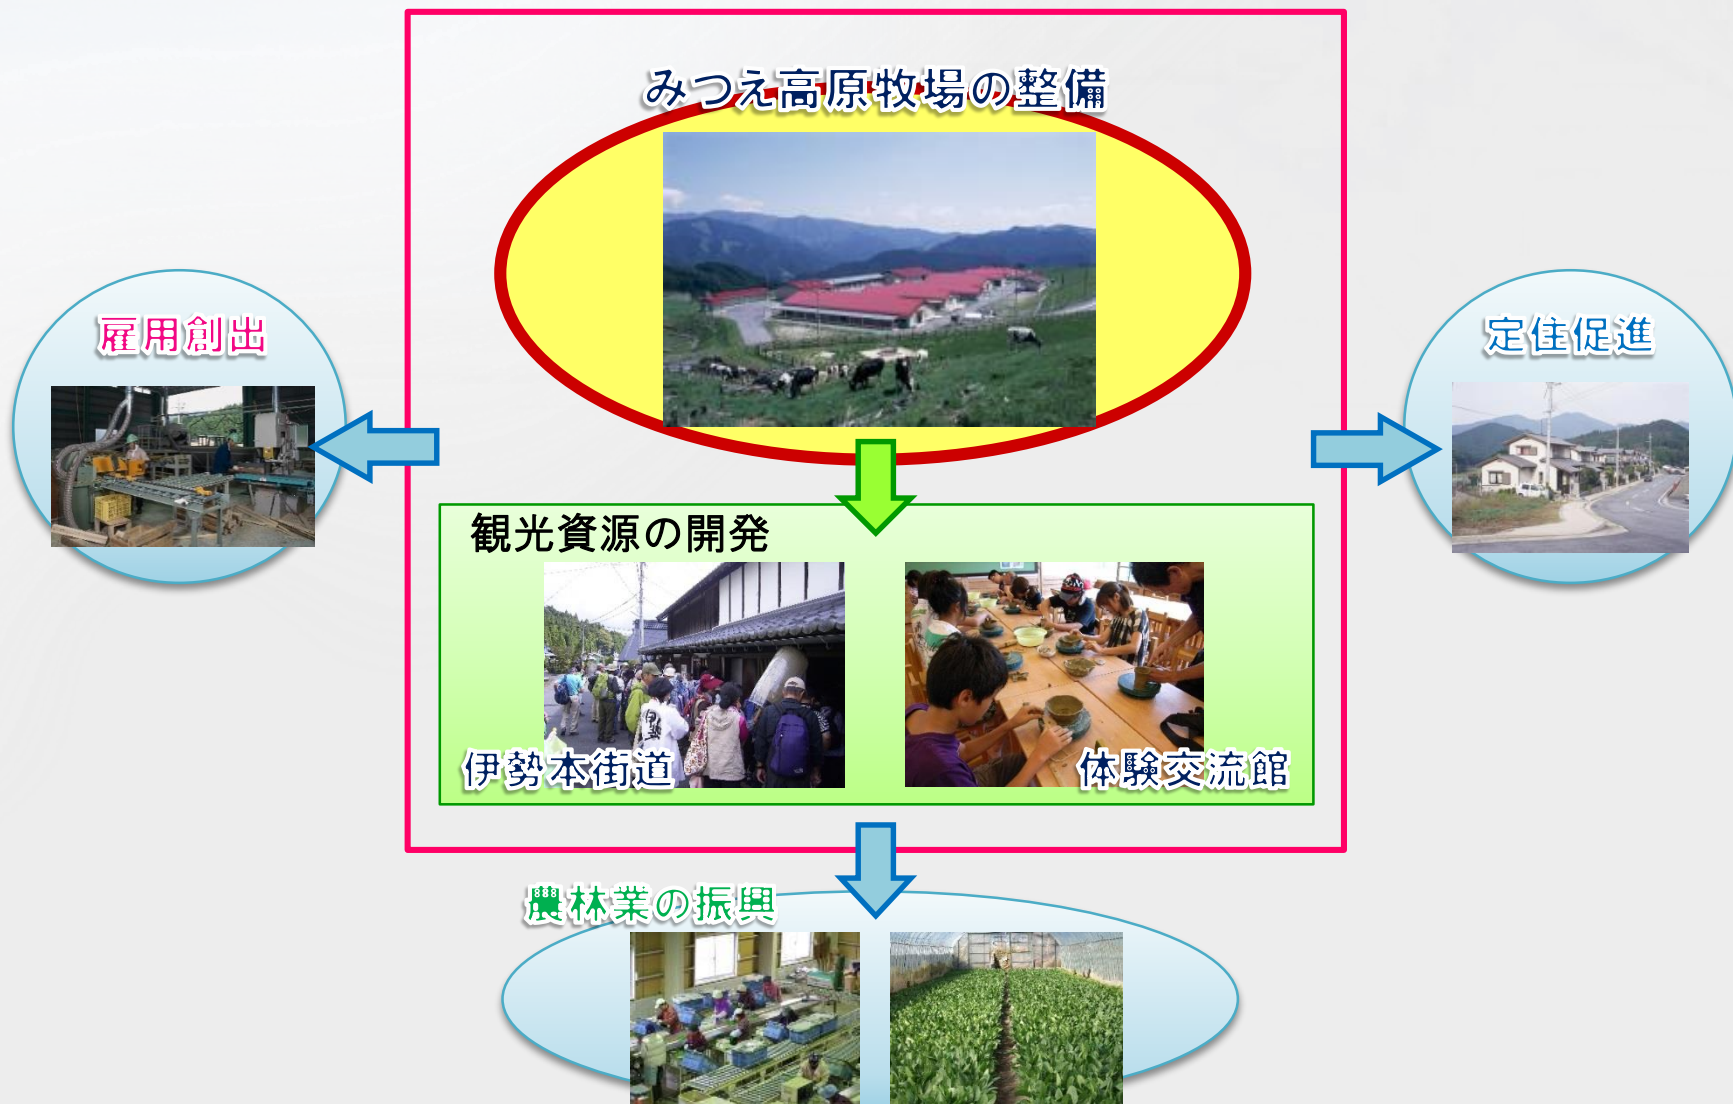 みつえ高原牧場の整備
雇用創出
定住促進
観光資源の開発
伊勢本街道
体験交流館
農林業の振興